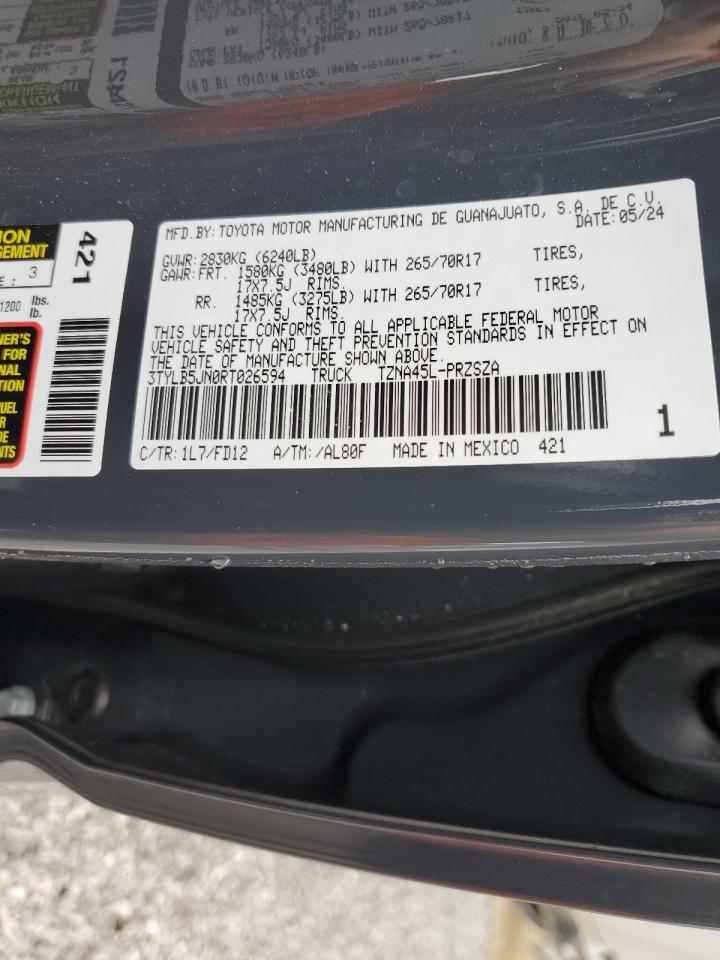 MFD.BY: TOYOTA MOTOR MANUFACTURING DE GUANAJUATO, S.A. DE C.V.
DATE: 05/24
GVWR: 2830KG (6240LB)
GAWR: FRT. 1580KG (3480LB) WITH 265/70R17 TIRES,
17X7.5J RIMS.
RR. 1485KG (3275LB) WITH 265/70R17 TIRES,
17X7.5J RIMS.
THIS VEHICLE CONFORMS TO ALL APPLICABLE FEDERAL MOTOR
VEHICLE SAFETY AND THEFT PREVENTION STANDARDS IN EFFECT ON
THE DATE OF MANUFACTURE SHOWN ABOVE.
3TYLB5JN0RT026594 TRUCK TZNA45L-PRZSZA
C/TR: 1L7/FD12 A/TM: /AL80F MADE IN MEXICO 421
1
421
3
1200 lbs.
lb.
FOR